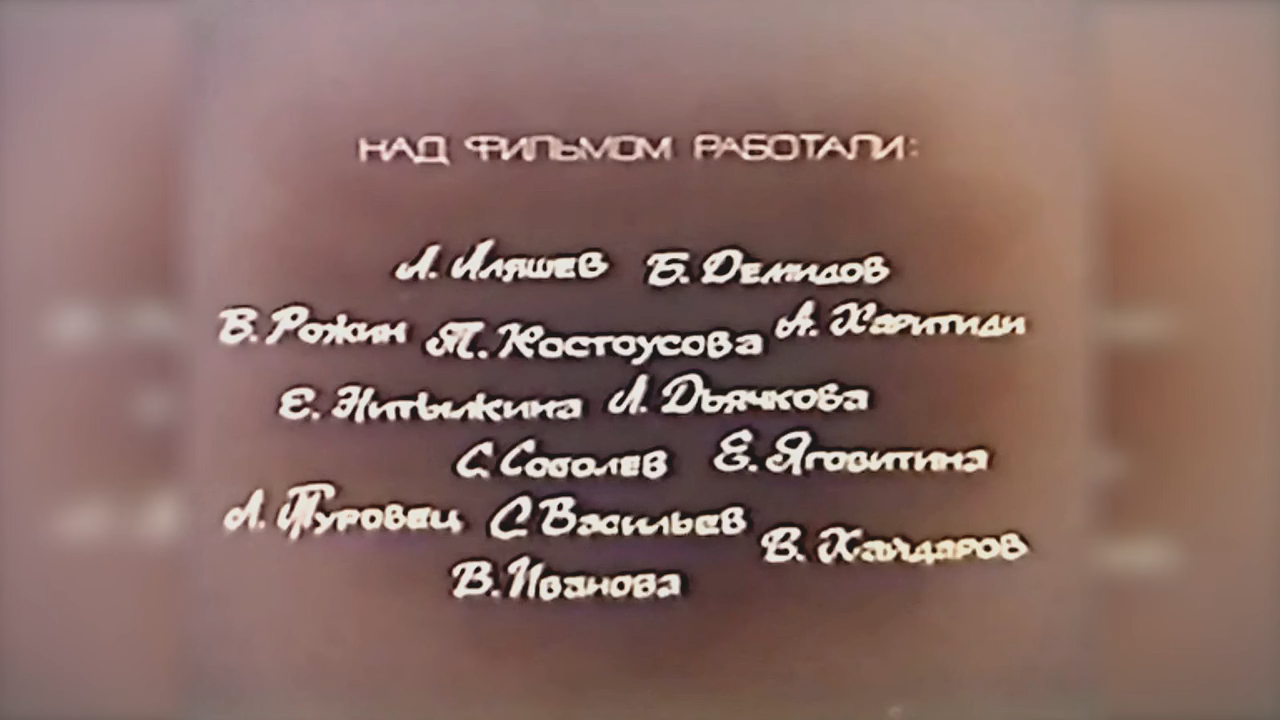 НАД ФИЛЬМОМ РАБОТАЛИ:
Л. Иляшев Б. Демидов
В. Рожин Т. Костоусова А. Харитиди
Е. Нитылкина Л. Дьячкова
С. Соболев Е. Яговитина
Л. Туровец С Васильев
В. Хайдаров
В. Иванова